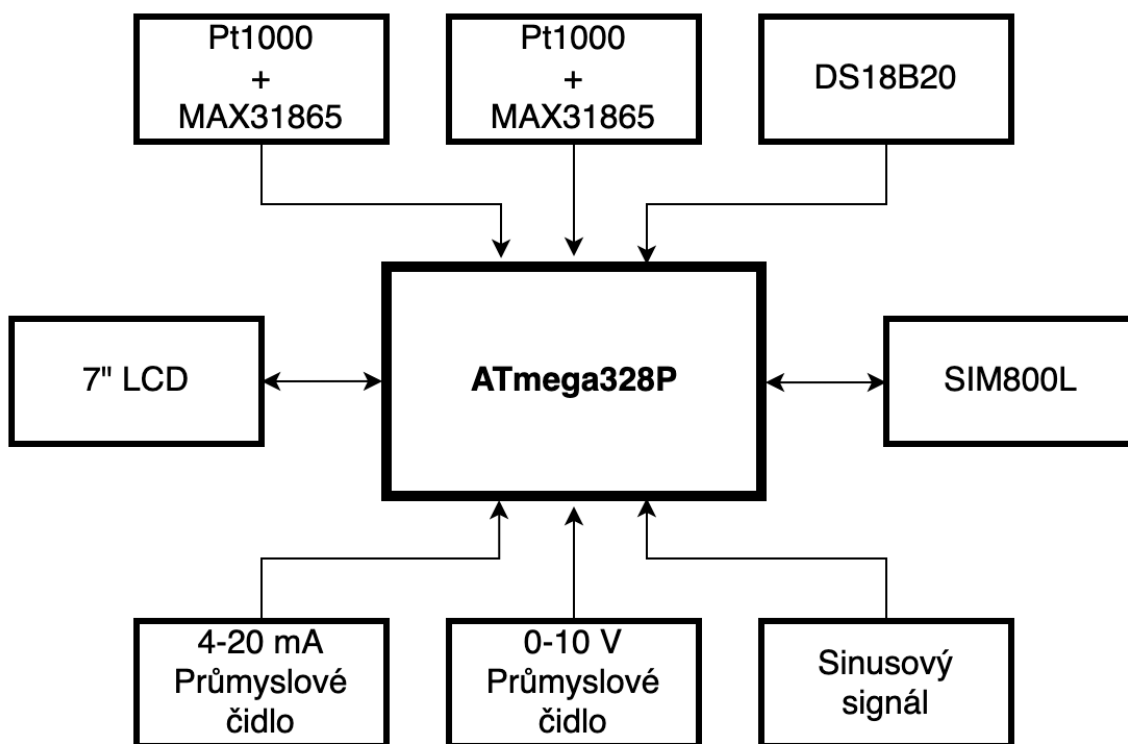 Pt1000
+
MAX31865
Pt1000
+
MAX31865
DS18B20
7" LCD
ATmega328P
SIM800L
4-20 mA
Průmyslové
čidlo
0-10 V
Průmyslové
čidlo
Sinusový
signál